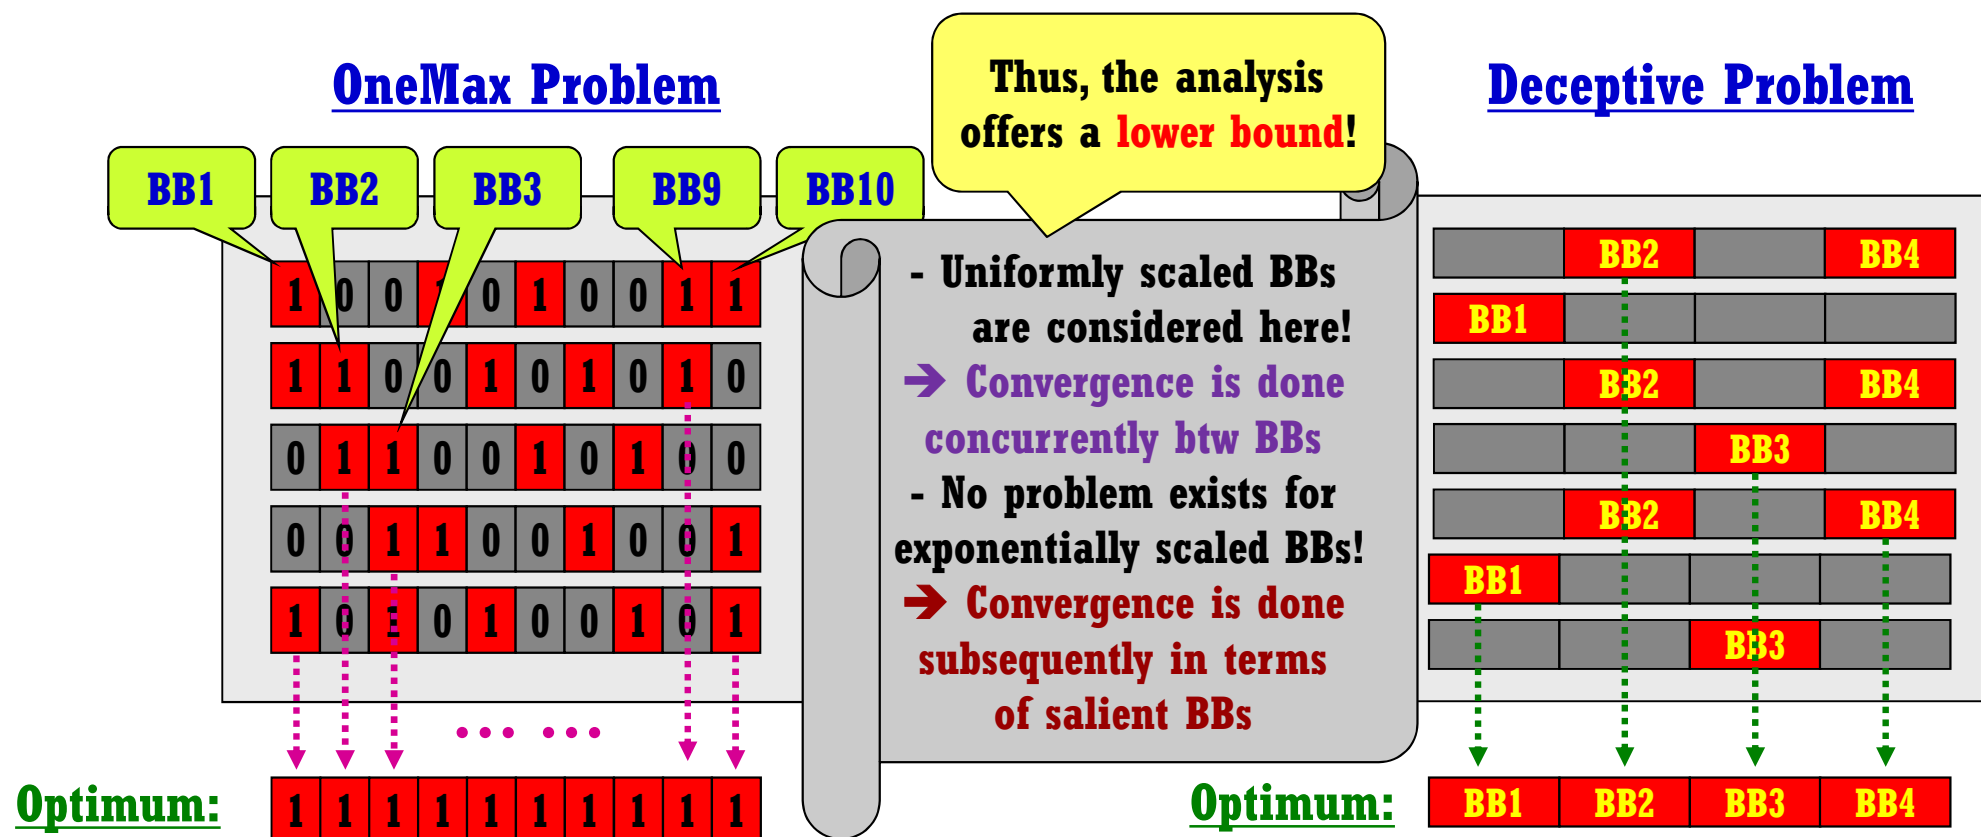 OneMax Problem
Thus, the analysis
offers a lower bound!
Deceptive Problem
BB1 BB2 BB3 BB9 BB10
1 0 0 1 0 1 0 0 1 1
1 1 0 0 1 0 1 0 1 0
0 1 1 0 0 1 0 1 0 0
0 0 1 1 0 0 1 0 0 1
1 0 1 0 1 0 0 1 0 1
... ...
Optimum:
1 1 1 1 1 1 1 1 1 1
- Uniformly scaled BBs
are considered here!
➔ Convergence is done
concurrently btw BBs
- No problem exists for
exponentially scaled BBs!
➔ Convergence is done
subsequently in terms
of salient BBs
BB2 BB4
BB1
BB2 BB4
BB3
BB2 BB4
BB1
BB3
Optimum:
BB1 BB2 BB3 BB4